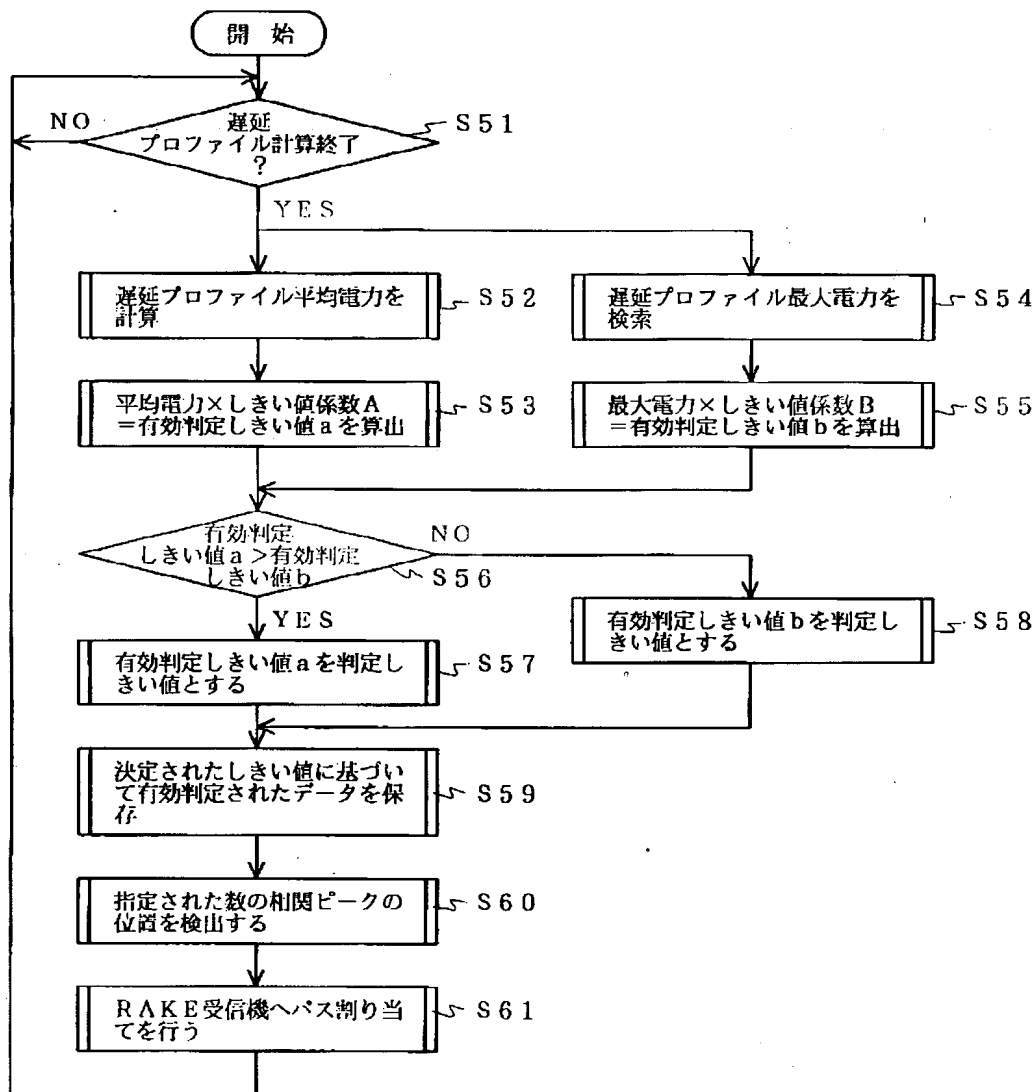 開始
NO
遅延
プロファイル計算終了
?
S51
YES
遅延プロファイル平均電力を
計算
S52
遅延プロファイル最大電力を
検索
S54
平均電力×しきい値係数A
=有効判定しきい値aを算出
S53
最大電力×しきい値係数B
=有効判定しきい値bを算出
S55
有効判定
しきい値a>有効判定
しきい値b
NO
S56
YES
有効判定しきい値aを判定し
きい値とする
S57
有効判定しきい値bを判定し
きい値とする
S58
決定されたしきい値に基づい
て有効判定されたデータを保
存
S59
指定された数の相関ピークの
位置を検出する
S60
RAKE受信機へパス割り当
てを行う
S61